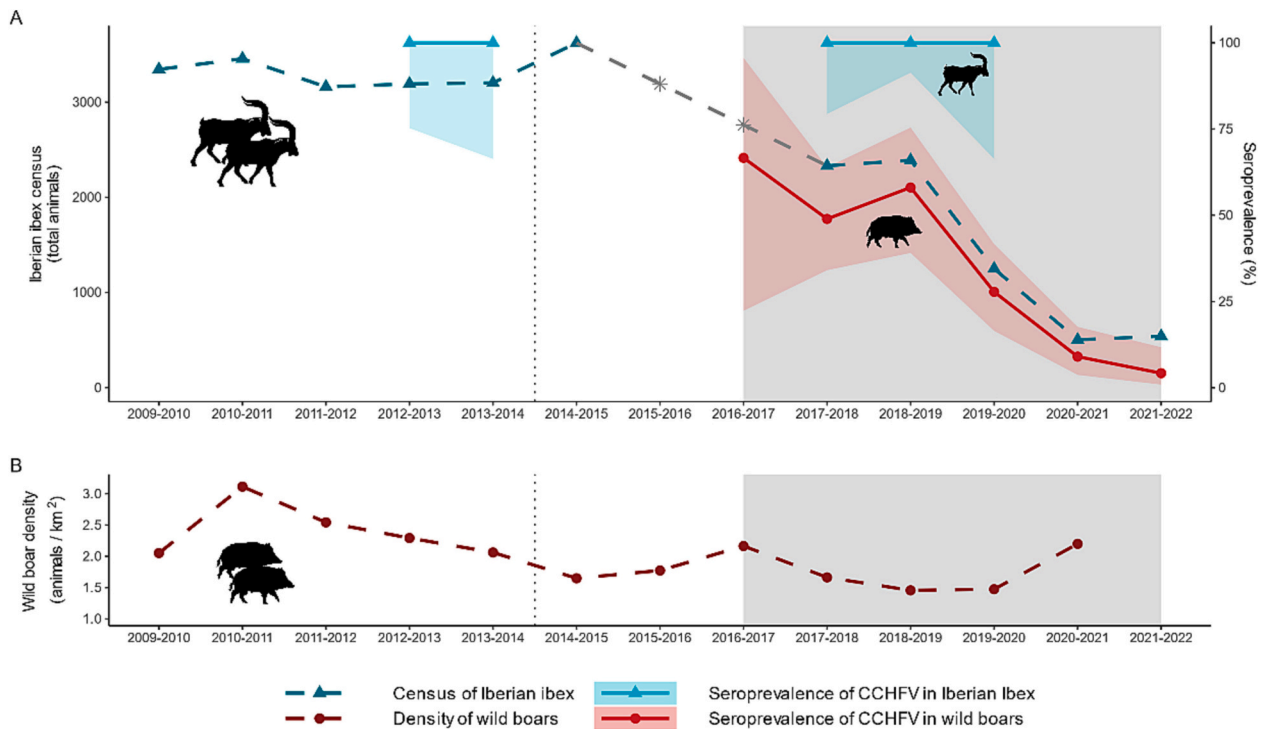 A
Iberian ibex census
(total animals)
3000
2000
1000
0
100
75
50
25
0
Seroprevalence (%)
2009-2010 2010-2011 2011-2012 2012-2013 2013-2014 2014-2015 2015-2016 2016-2017 2017-2018 2018-2019 2019-2020 2020-2021 2021-2022
B
Wild boar density
(animals / km²)
3.0
2.5
2.0
1.5
1.0
2009-2010 2010-2011 2011-2012 2012-2013 2013-2014 2014-2015 2015-2016 2016-2017 2017-2018 2018-2019 2019-2020 2020-2021 2021-2022
Census of Iberian ibex
Seroprevalence of CCHFV in Iberian Ibex
Density of wild boars
Seroprevalence of CCHFV in wild boars